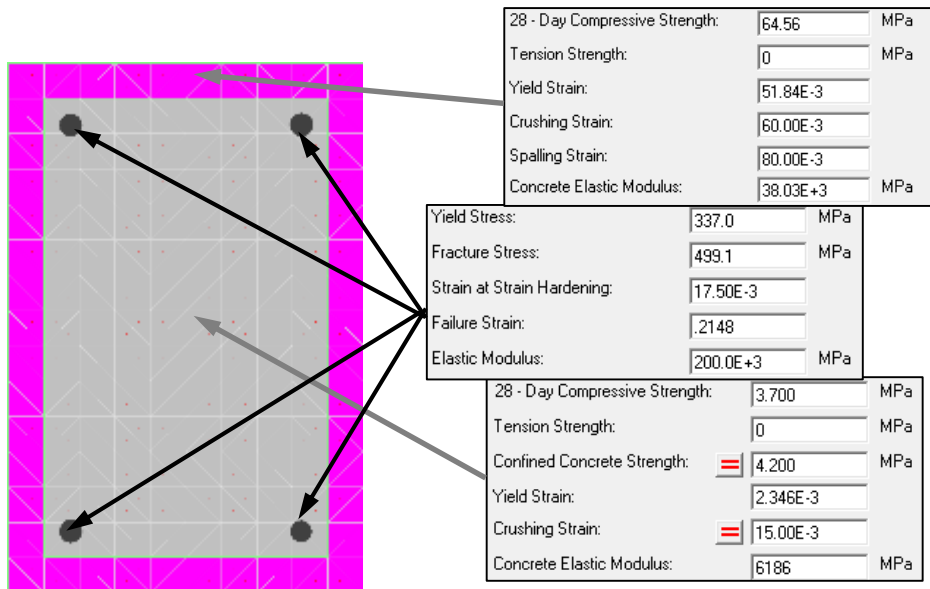 28 - Day Compressive Strength: 64.56 MPa
Tension Strength: 0 MPa
Yield Strain: 51.84E-3
Crushing Strain: 60.00E-3
Spalling Strain: 80.00E-3
Concrete Elastic Modulus: 38.03E+3 MPa
Yield Stress: 337.0 MPa
Fracture Stress: 499.1 MPa
Strain at Strain Hardening: 17.50E-3
Failure Strain: .2148
Elastic Modulus: 200.0E+3 MPa
28 - Day Compressive Strength: 3.700 MPa
Tension Strength: 0 MPa
Confined Concrete Strength: = 4.200 MPa
Yield Strain: 2.346E-3
Crushing Strain: = 15.00E-3
Concrete Elastic Modulus: 6186 MPa